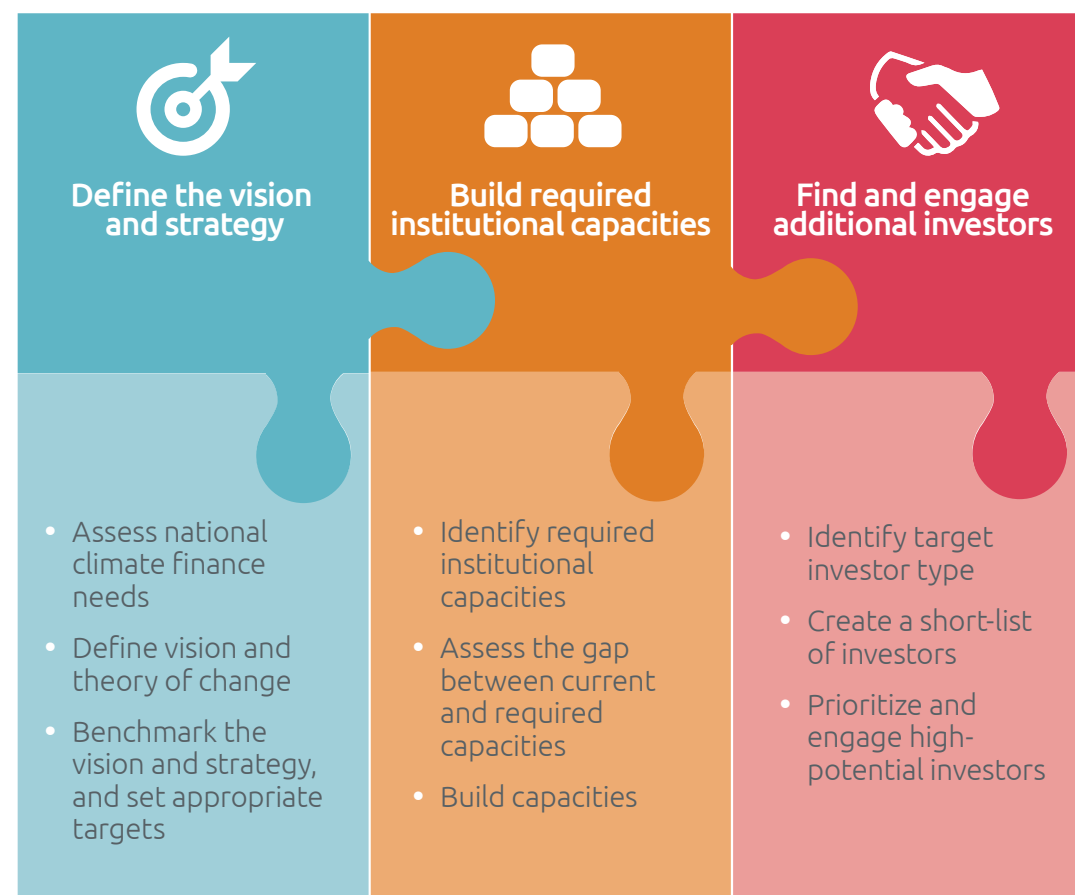 Define the vision
and strategy
Build required
institutional capacities
Find and engage
additional investors
• Assess national
climate finance
needs
• Define vision and
theory of change
• Benchmark the
vision and strategy,
and set appropriate
targets
• Identify required
institutional
capacities
• Assess the gap
between current
and required
capacities
• Build capacities
• Identify target
investor type
• Create a short-list
of investors
• Prioritize and
engage high-
potential investors